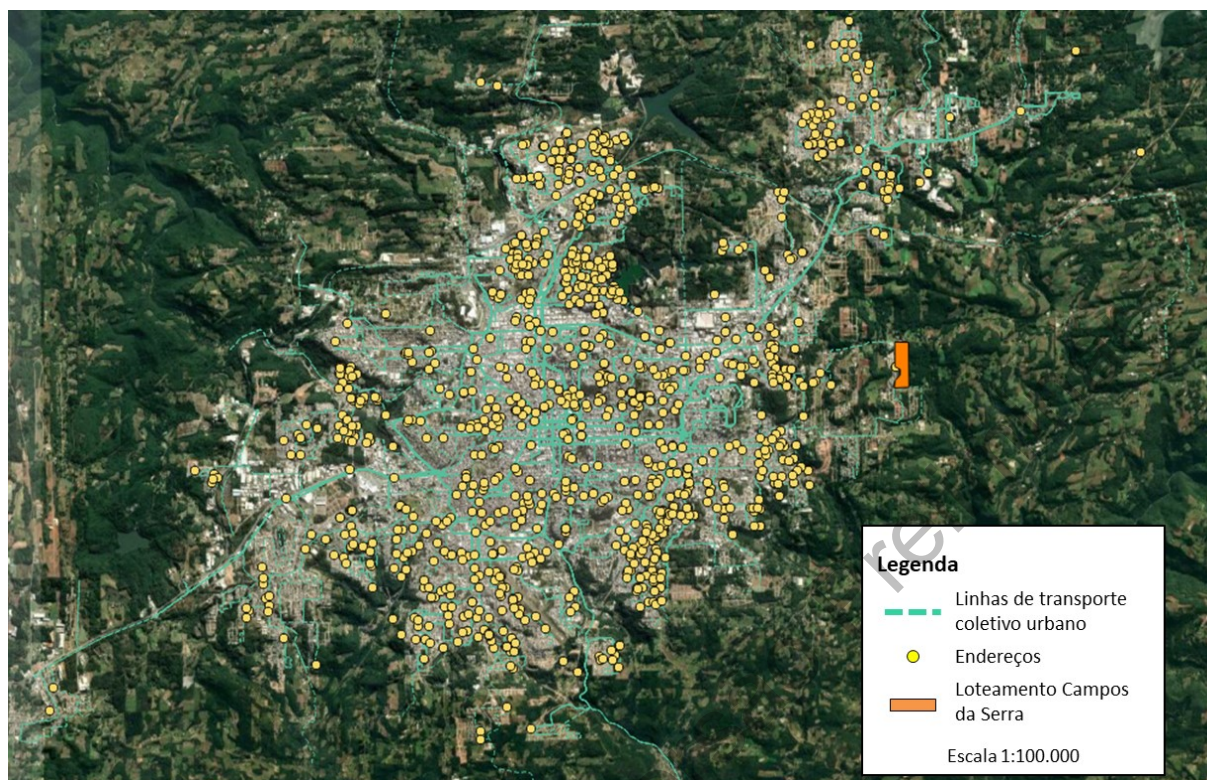 Legenda
Linhas de transporte
coletivo urbano
Endereços
Loteamento Campos
da Serra
Escala 1:100.000